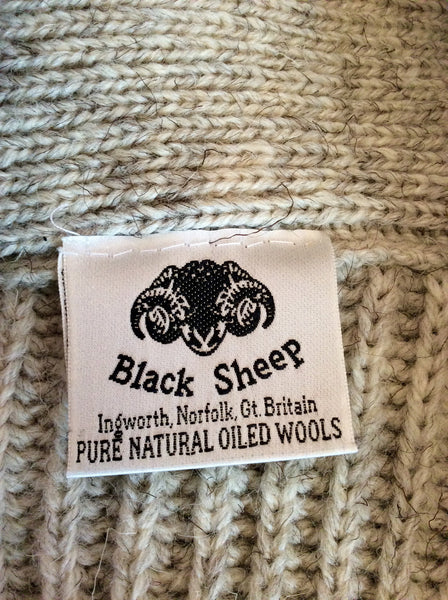 Black Sheep
Ingworth, Norfolk, Gt. Britain
PURE NATURAL OILED WOOLS